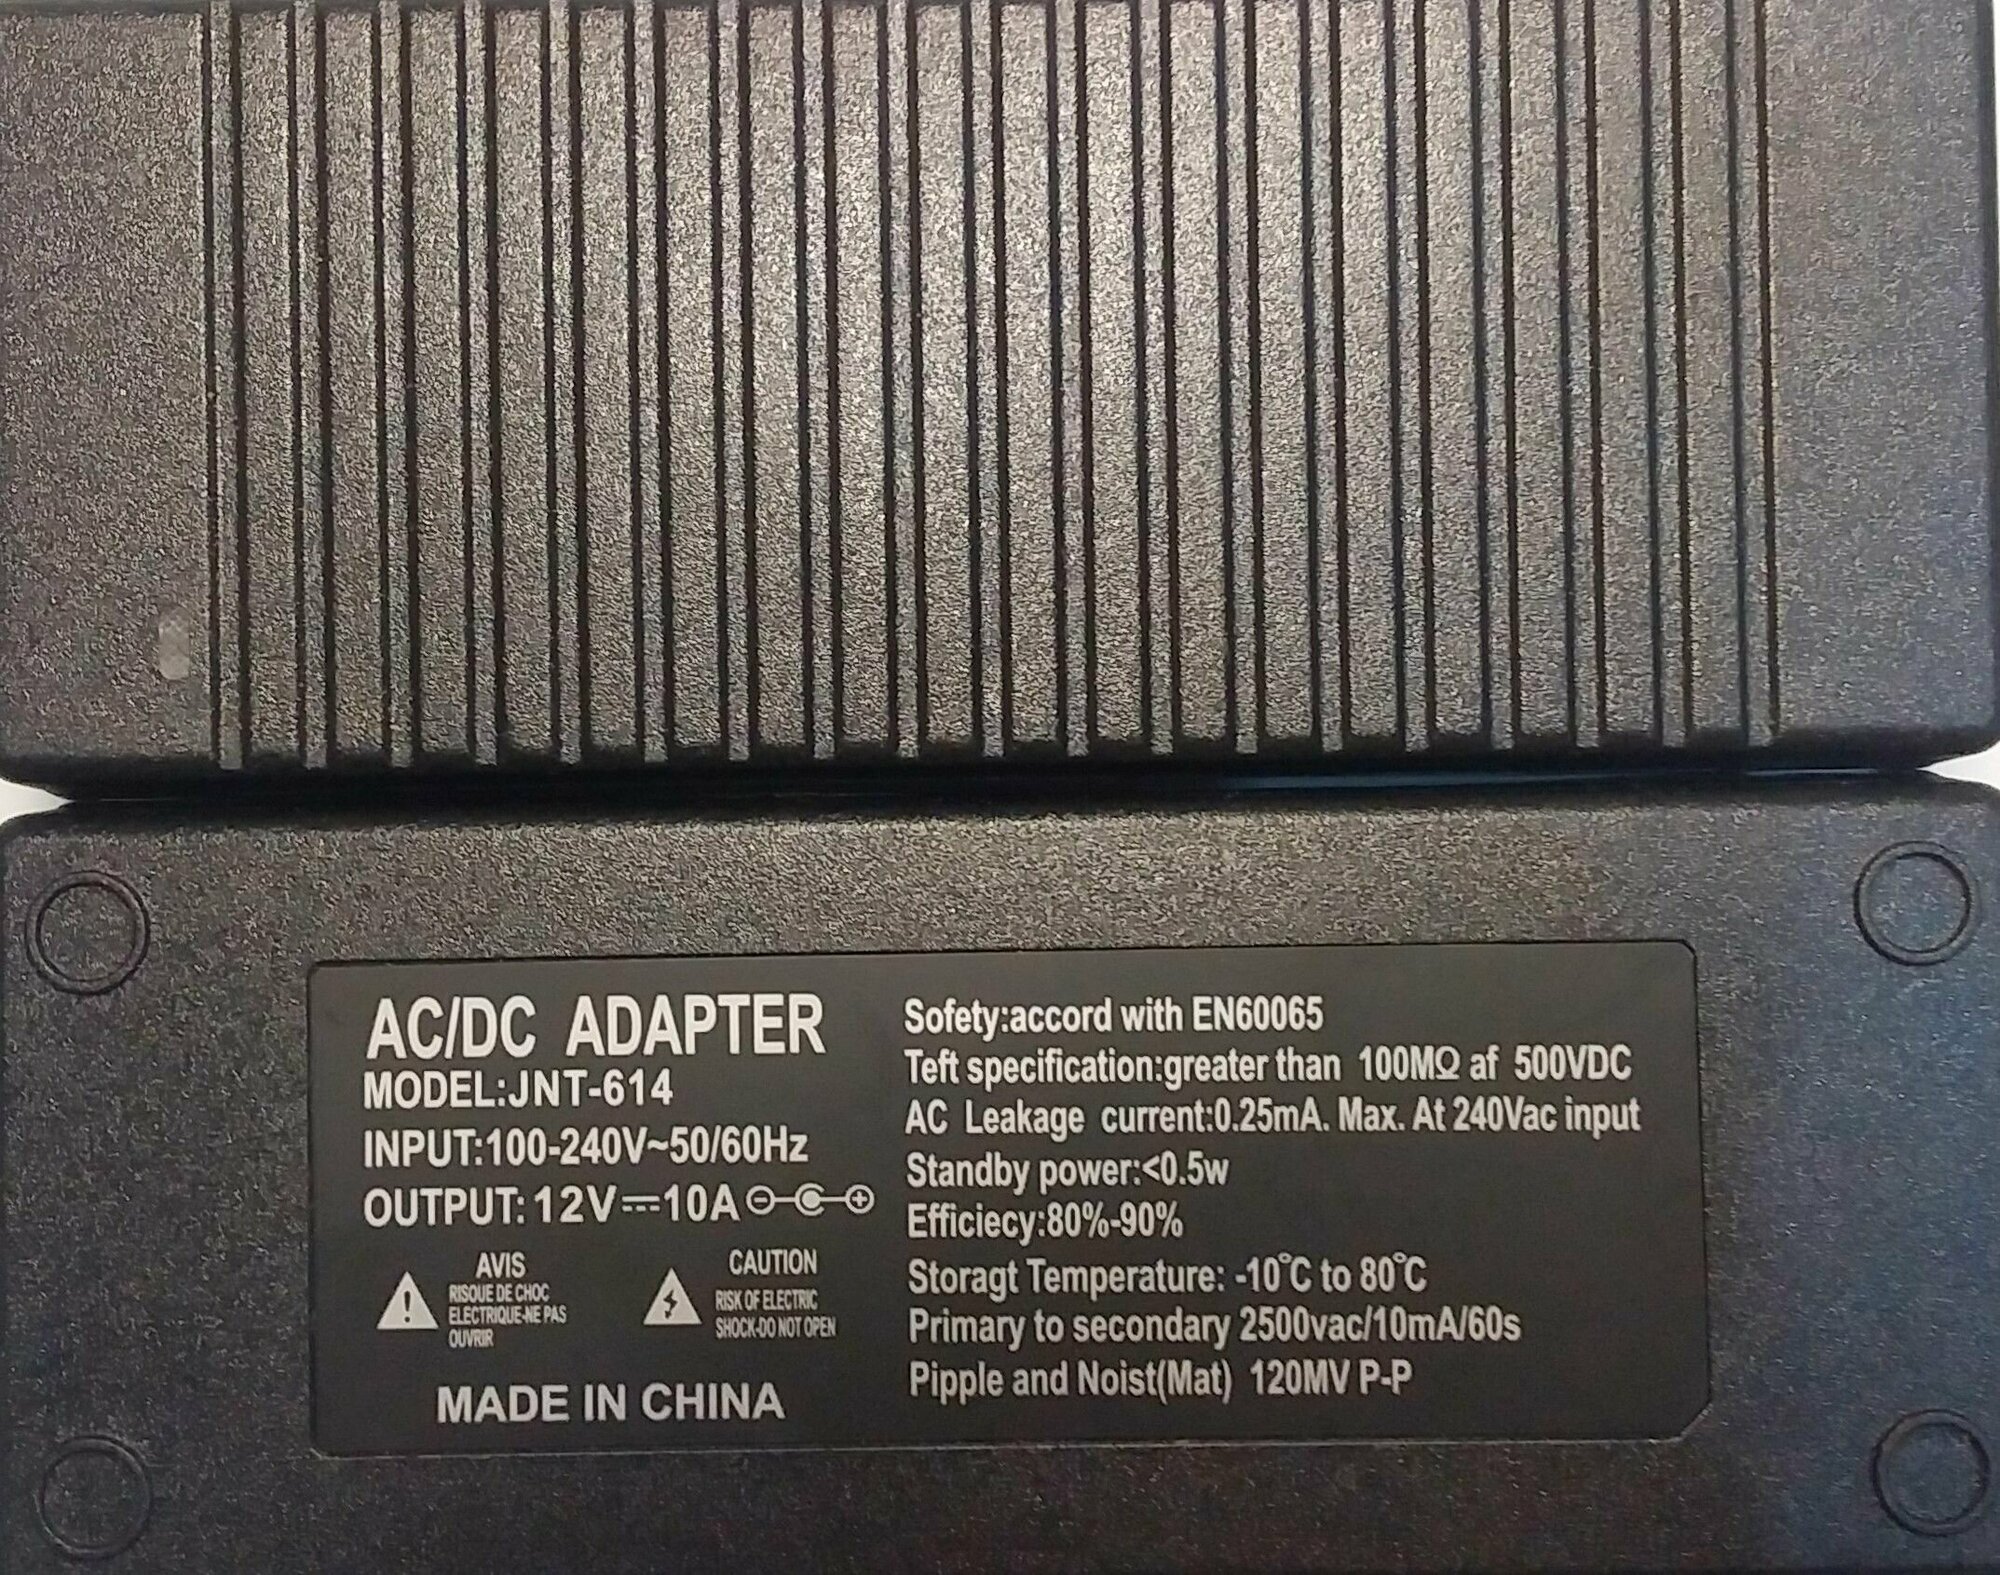 AC/DC ADAPTER
MODEL:JNT-614
INPUT:100-240V~50/60Hz
OUTPUT: 12V⎓10A
AVIS
RISQUE DE CHOC
ELECTRIQUE-NE PAS
OUVRIR
CAUTION
RISK OF ELECTRIC
SHOCK-DO NOT OPEN
MADE IN CHINA
Sofety:accord with EN60065
Teft specification:greater than 100MΩ af 500VDC
AC Leakage current:0.25mA. Max. At 240Vac input
Standby power:<0.5w
Efficiecy:80%-90%
Storagt Temperature: -10℃ to 80℃
Primary to secondary 2500vac/10mA/60s
Pipple and Noist(Mat) 120MV P-P